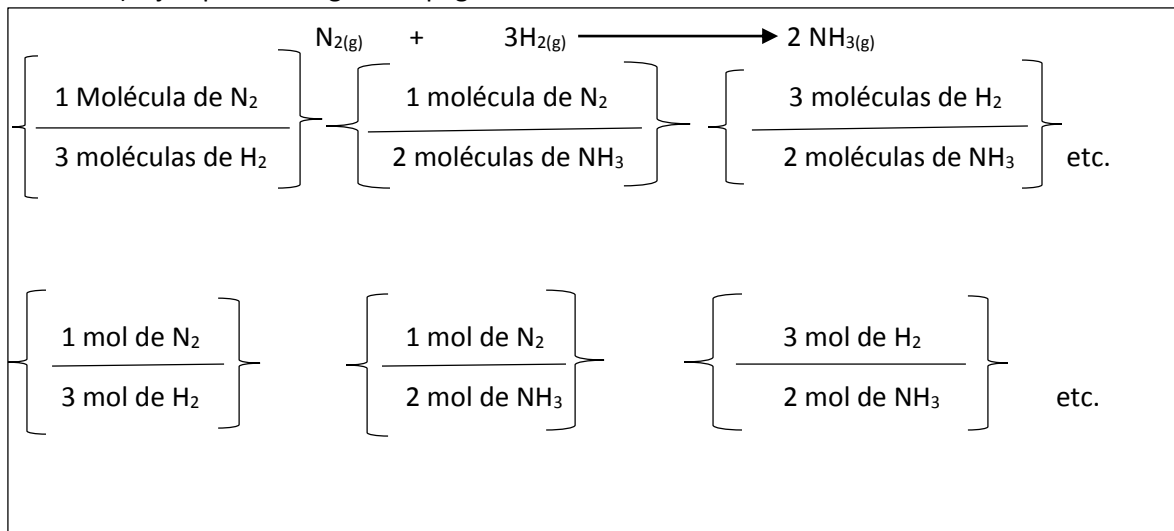 N₂(g) + 3H₂(g) ⟶ 2 NH₃(g)
1 Molécula de N₂ 1 molécula de N₂ 3 moléculas de H₂
3 moléculas de H₂ 2 moléculas de NH₃ 2 moléculas de NH₃ etc.
1 mol de N₂ 1 mol de N₂ 3 mol de H₂
3 mol de H₂ 2 mol de NH₃ 2 mol de NH₃ etc.